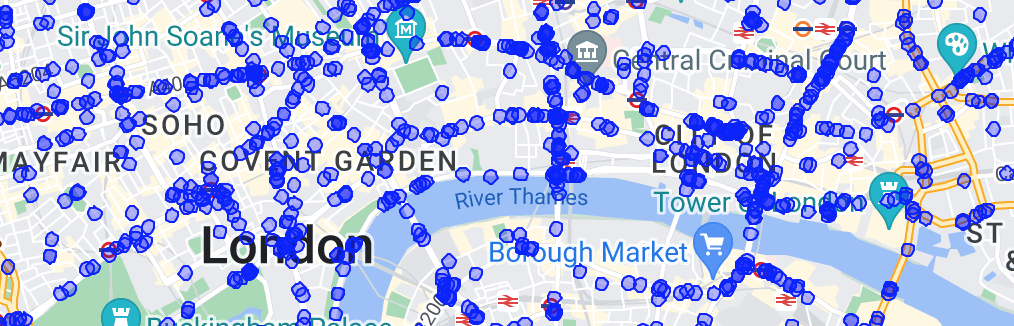 Sir John Soane's Museum
Central Criminal Court
A40
SOHO
CITY OF
LONDON
MAYFAIR
COVENT GARDEN
River Thames
Tower of London
ST
London
Borough Market
Buckingham Palace